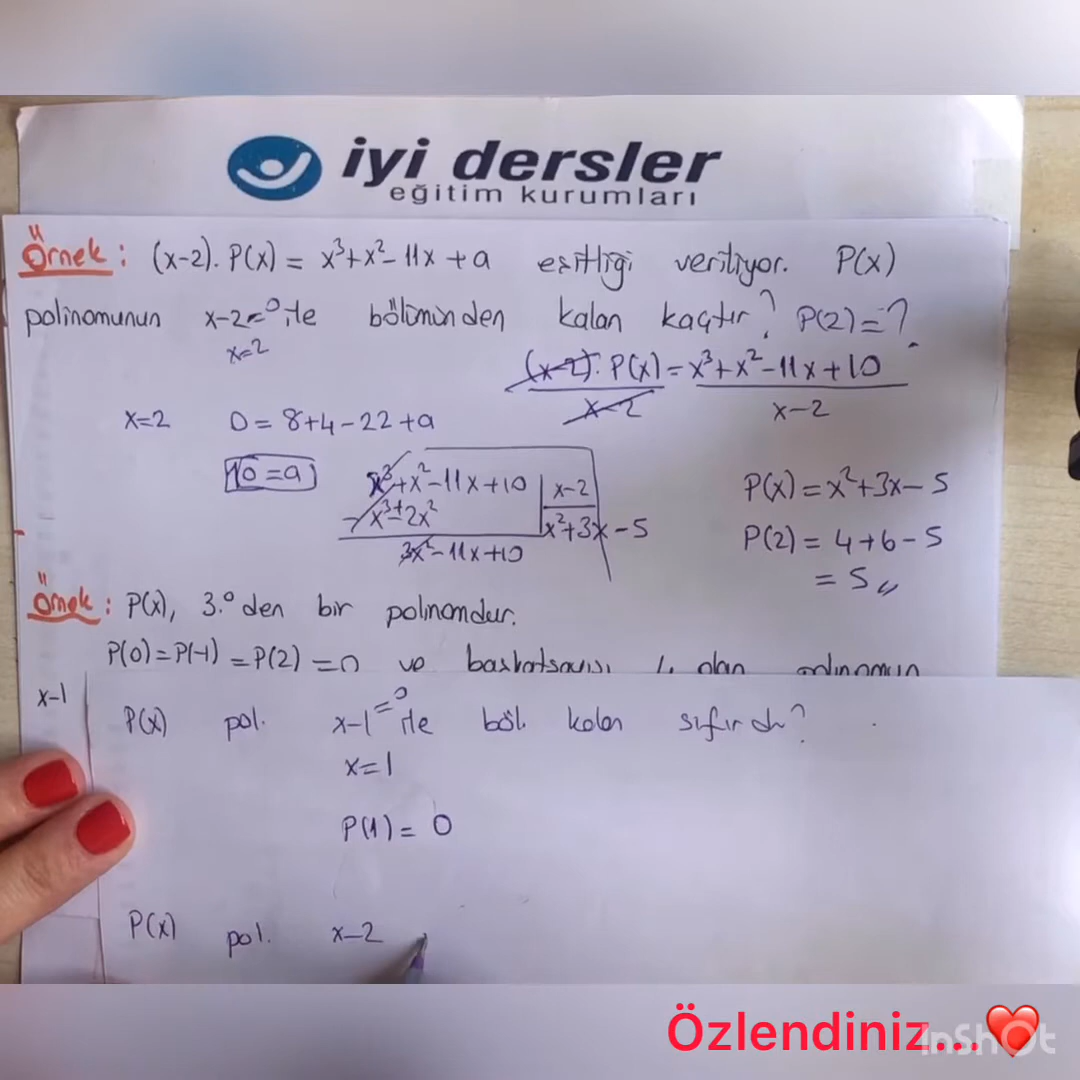 iyi dersler
eğitim kurumları
Örnek: (x-2). P(x) = x³+x²-11x+a eşitliği veriliyor. P(x)
polinomunun x-2=0 ile bölümünden kalan kaçtır? P(2)=?
x=2
(x-2). P(x) = x³+x²-11x+10
x-2 x-2
x=2 0=8+4-22+a
10=a
x³+x²-11x+10 x-2
-x³+2x² x²+3x-5
3x²-11x+10
P(x)=x²+3x-5
P(2)=4+6-5
=5
Örnek: P(x), 3.° den bir polinomdur.
P(0)=P(-1)=P(2)=0 ve başkatsayısı 4 olan
x-1
P(x) pol. x-1=0 ile böl. kalan sıfırdı?
x=1
P(1)=0
P(x) pol. x-2
Özlendiniz...❤️
InShOt